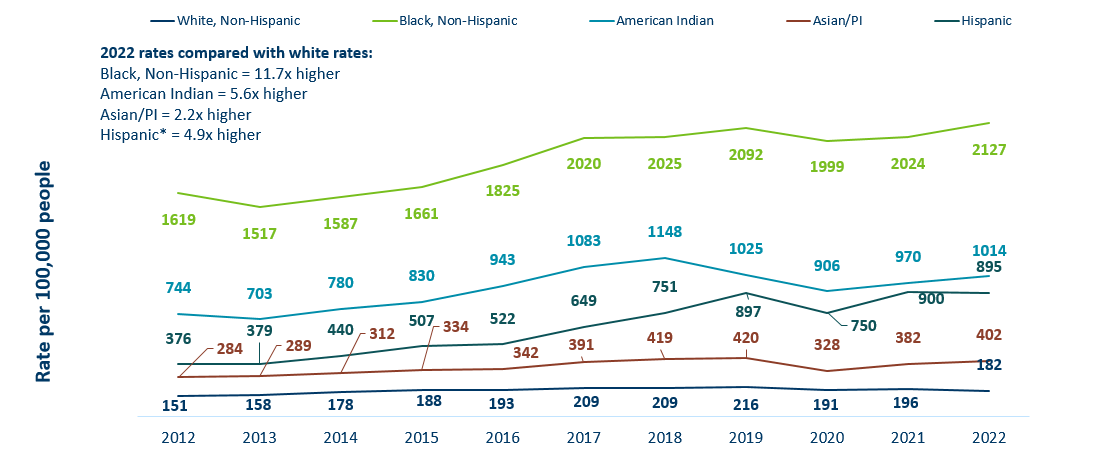 White, Non-Hispanic Black, Non-Hispanic American Indian Asian/PI Hispanic
2022 rates compared with white rates:
Black, Non-Hispanic = 11.7x higher
American Indian = 5.6x higher
Asian/PI = 2.2x higher
Hispanic* = 4.9x higher
Rate per 100,000 people
1619 1517 1587 1661 1825 2020 2025 2092 1999 2024 2127
744 703 780 830 943 1083 1148 1025 906 970 1014
376 379 440 507 522 649 751 897 750 900 895
284 289 312 334 342 391 419 420 328 382 402
151 158 178 188 193 209 209 216 191 196 182
2012 2013 2014 2015 2016 2017 2018 2019 2020 2021 2022